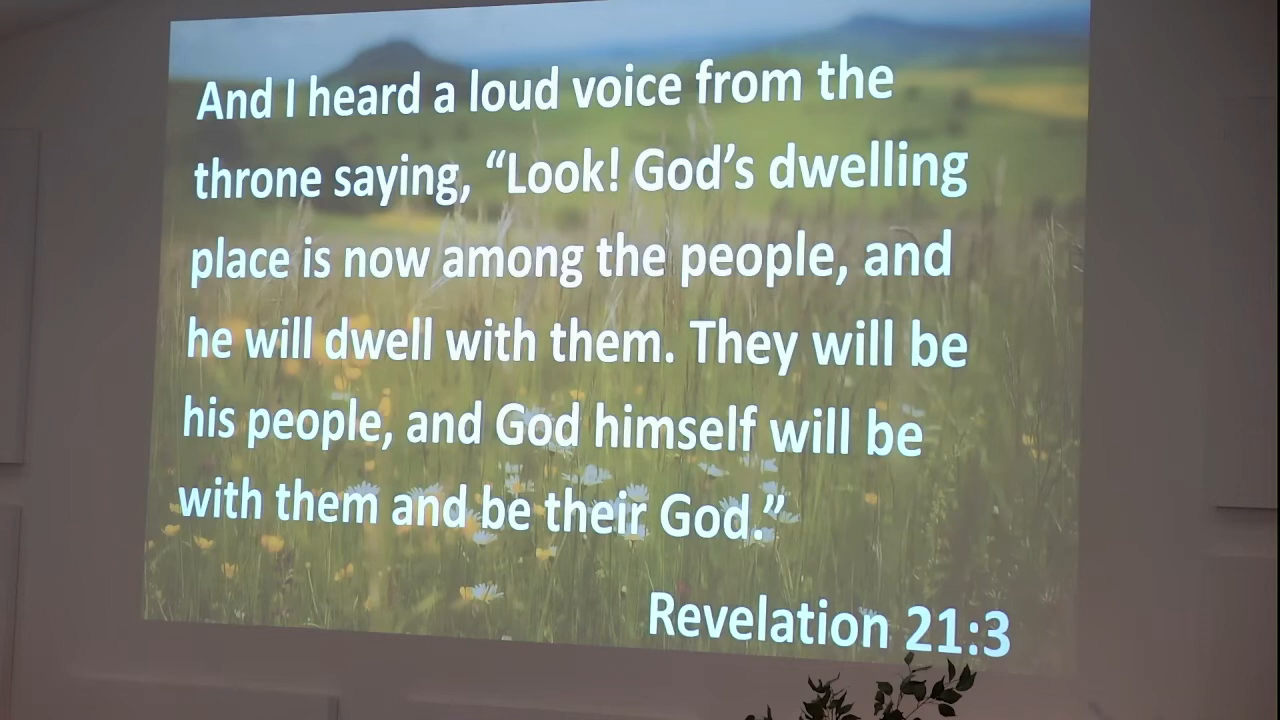 And I heard a loud voice from the
throne saying, “Look! God’s dwelling
place is now among the people, and
he will dwell with them. They will be
his people, and God himself will be
with them and be their God.”
Revelation 21:3